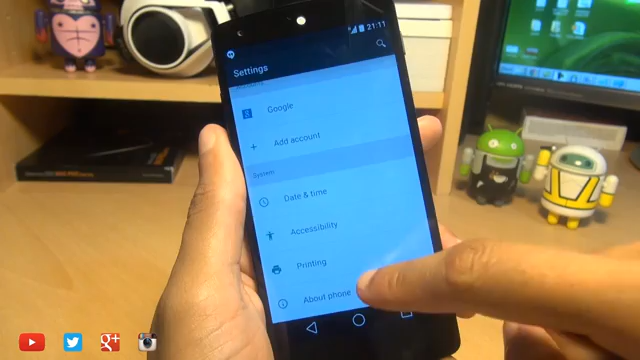 21:11
Settings
Google
Add account
System
Date & time
Accessibility
Printing
About phone
g+